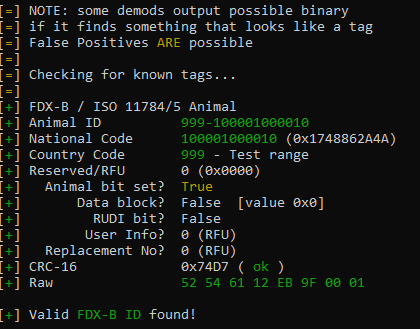 [=] NOTE: some demods output possible binary
[=] if it finds something that looks like a tag
[=] False Positives ARE possible
[=]
[=] Checking for known tags...
[=]
[+] FDX-B / ISO 11784/5 Animal
[+] Animal ID 999-100001000010
[+] National Code 100001000010 (0x1748862A4A)
[+] Country Code 999 - Test range
[+] Reserved/RFU 0 (0x0000)
[+] Animal bit set? True
[+] Data block? False [value 0x0]
[+] RUDI bit? False
[+] User Info? 0 (RFU)
[+] Replacement No? 0 (RFU)
[+] CRC-16 0x74D7 ( ok )
[+] Raw 52 54 61 12 EB 9F 00 01
[+] Valid FDX-B ID found!